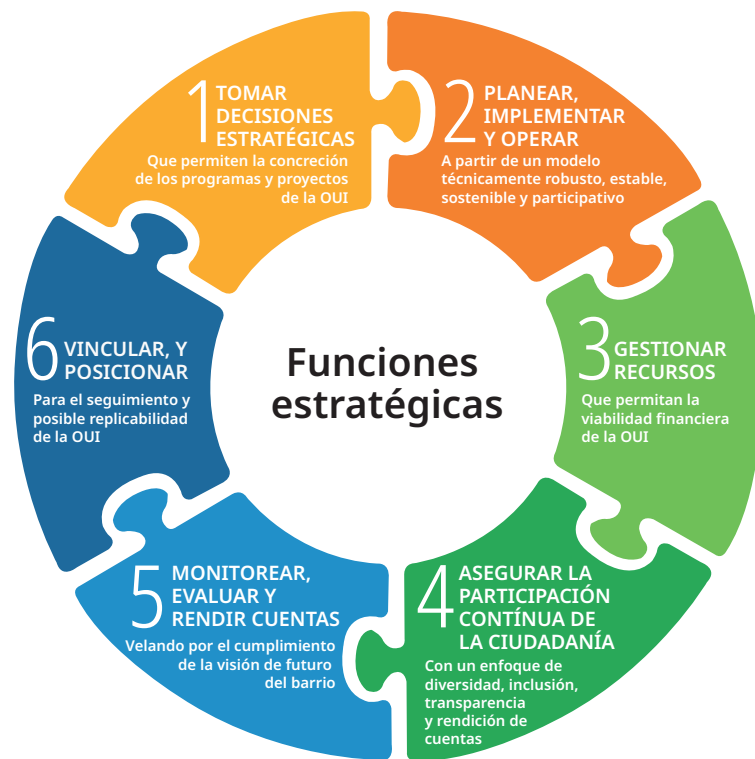 1 TOMAR
DECISIONES
ESTRATÉGICAS
Que permiten la concreción
de los programas y proyectos
de la OUI
2 PLANEAR,
IMPLEMENTAR
Y OPERAR
A partir de un modelo
técnicamente robusto, estable,
sostenible y participativo
3 GESTIONAR
RECURSOS
Que permitan la
viabilidad financiera
de la OUI
4 ASEGURAR LA
PARTICIPACIÓN
CONTÍNUA DE
LA CIUDADANÍA
Con un enfoque de
diversidad, inclusión,
transparencia
y rendición de
cuentas
5 MONITOREAR,
EVALUAR Y
RENDIR CUENTAS
Velando por el cumplimiento
de la visión de futuro
del barrio
6 VINCULAR, Y
POSICIONAR
Para el seguimiento y
posible replicabilidad
de la OUI
Funciones
estratégicas